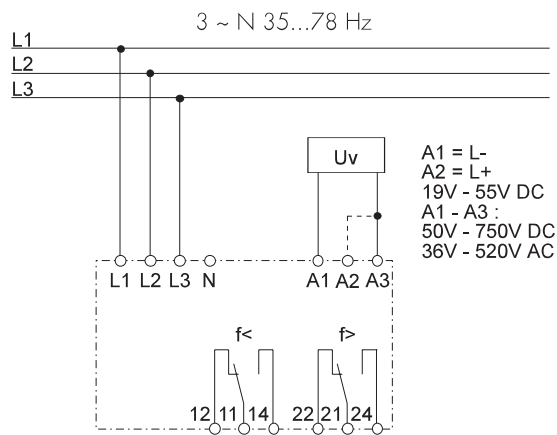 3 ~ N 35...78 Hz
L1
L2
L3
Uv
A1 = L-
A2 = L+
19V - 55V DC
A1 - A3 :
50V - 750V DC
36V - 520V AC
L1 L2 L3 N A1 A2 A3
f< f>
12 11 14 22 21 24